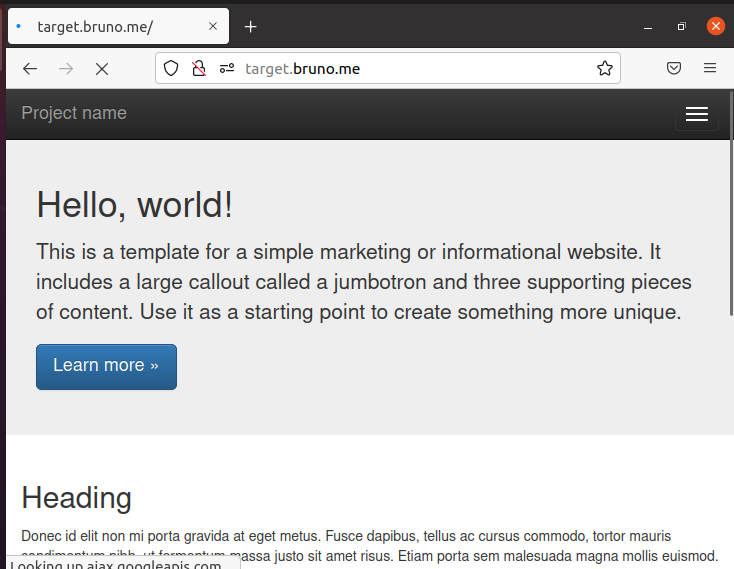 target.bruno.me/
target.bruno.me
Project name
Hello, world!
This is a template for a simple marketing or informational website. It
includes a large callout called a jumbotron and three supporting pieces
of content. Use it as a starting point to create something more unique.
Learn more »
Heading
Donec id elit non mi porta gravida at eget metus. Fusce dapibus, tellus ac cursus commodo, tortor mauris
condimentum nibh, ut fermentum massa justo sit amet risus. Etiam porta sem malesuada magna mollis euismod.
Looking up ajax.googleapis.com…